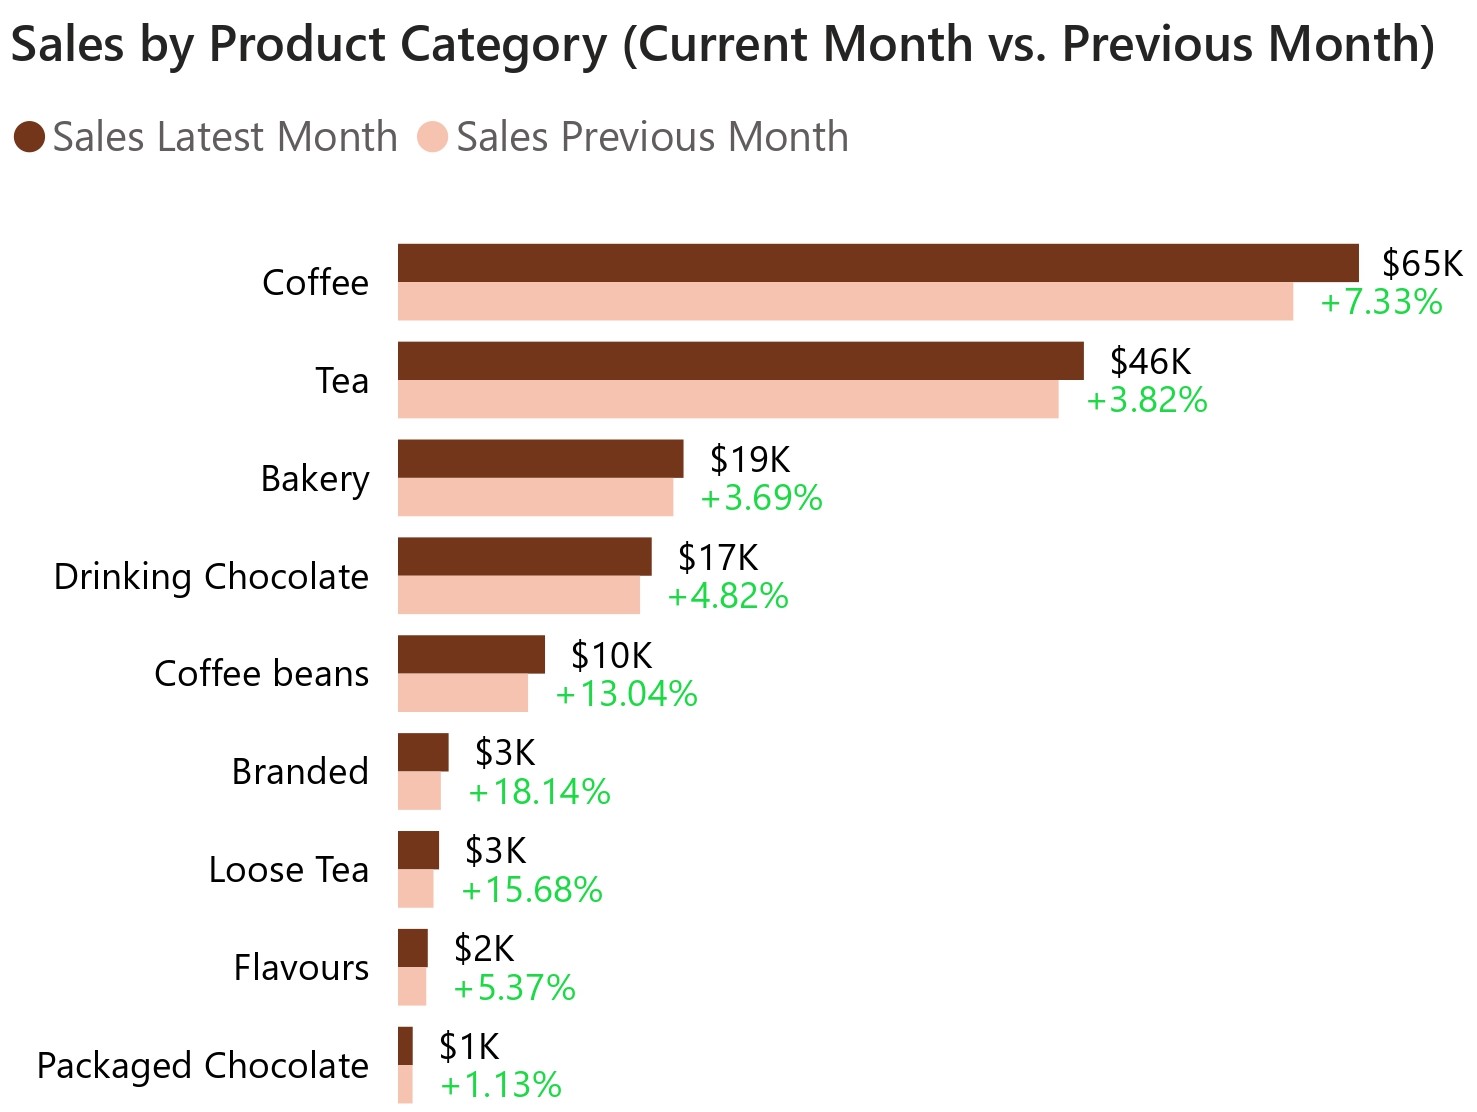 Sales by Product Category (Current Month vs. Previous Month)
Sales Latest Month Sales Previous Month
Coffee $65K
+7.33%
Tea $46K
+3.82%
Bakery $19K
+3.69%
Drinking Chocolate $17K
+4.82%
Coffee beans $10K
+13.04%
Branded $3K
+18.14%
Loose Tea $3K
+15.68%
Flavours $2K
+5.37%
Packaged Chocolate $1K
+1.13%